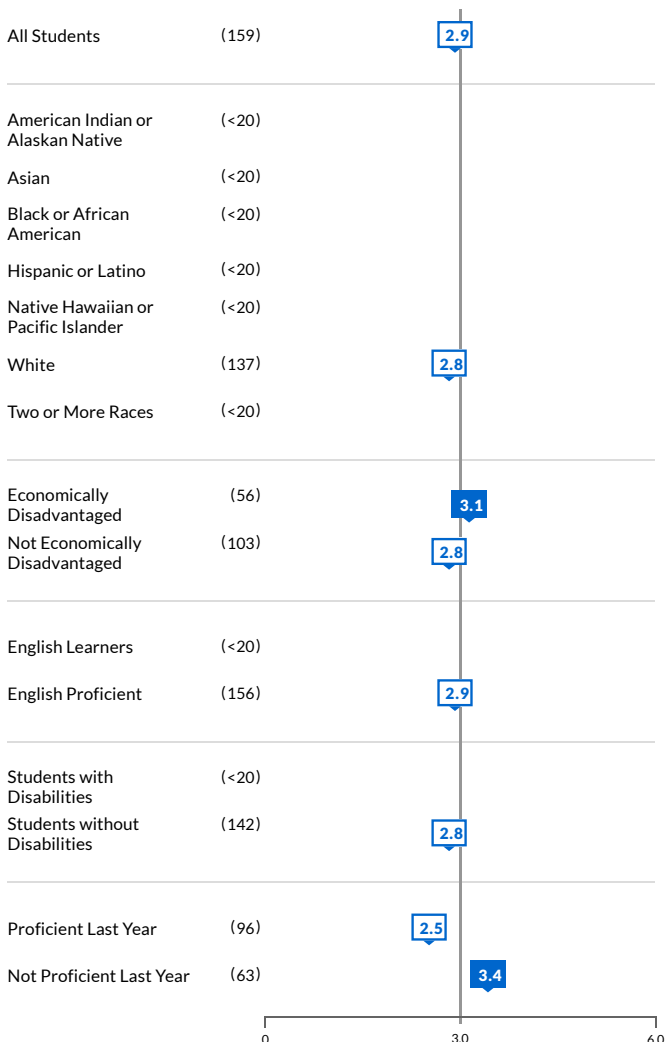 All Students (159) 2.9
American Indian or (<20)
Alaskan Native
Asian (<20)
Black or African (<20)
American
Hispanic or Latino (<20)
Native Hawaiian or (<20)
Pacific Islander
White (137) 2.8
Two or More Races (<20)
Economically (56) 3.1
Disadvantaged
Not Economically (103) 2.8
Disadvantaged
English Learners (<20)
English Proficient (156) 2.9
Students with (<20)
Disabilities
Students without (142) 2.8
Disabilities
Proficient Last Year (96) 2.5
Not Proficient Last Year (63) 3.4
0 3.0 6.0